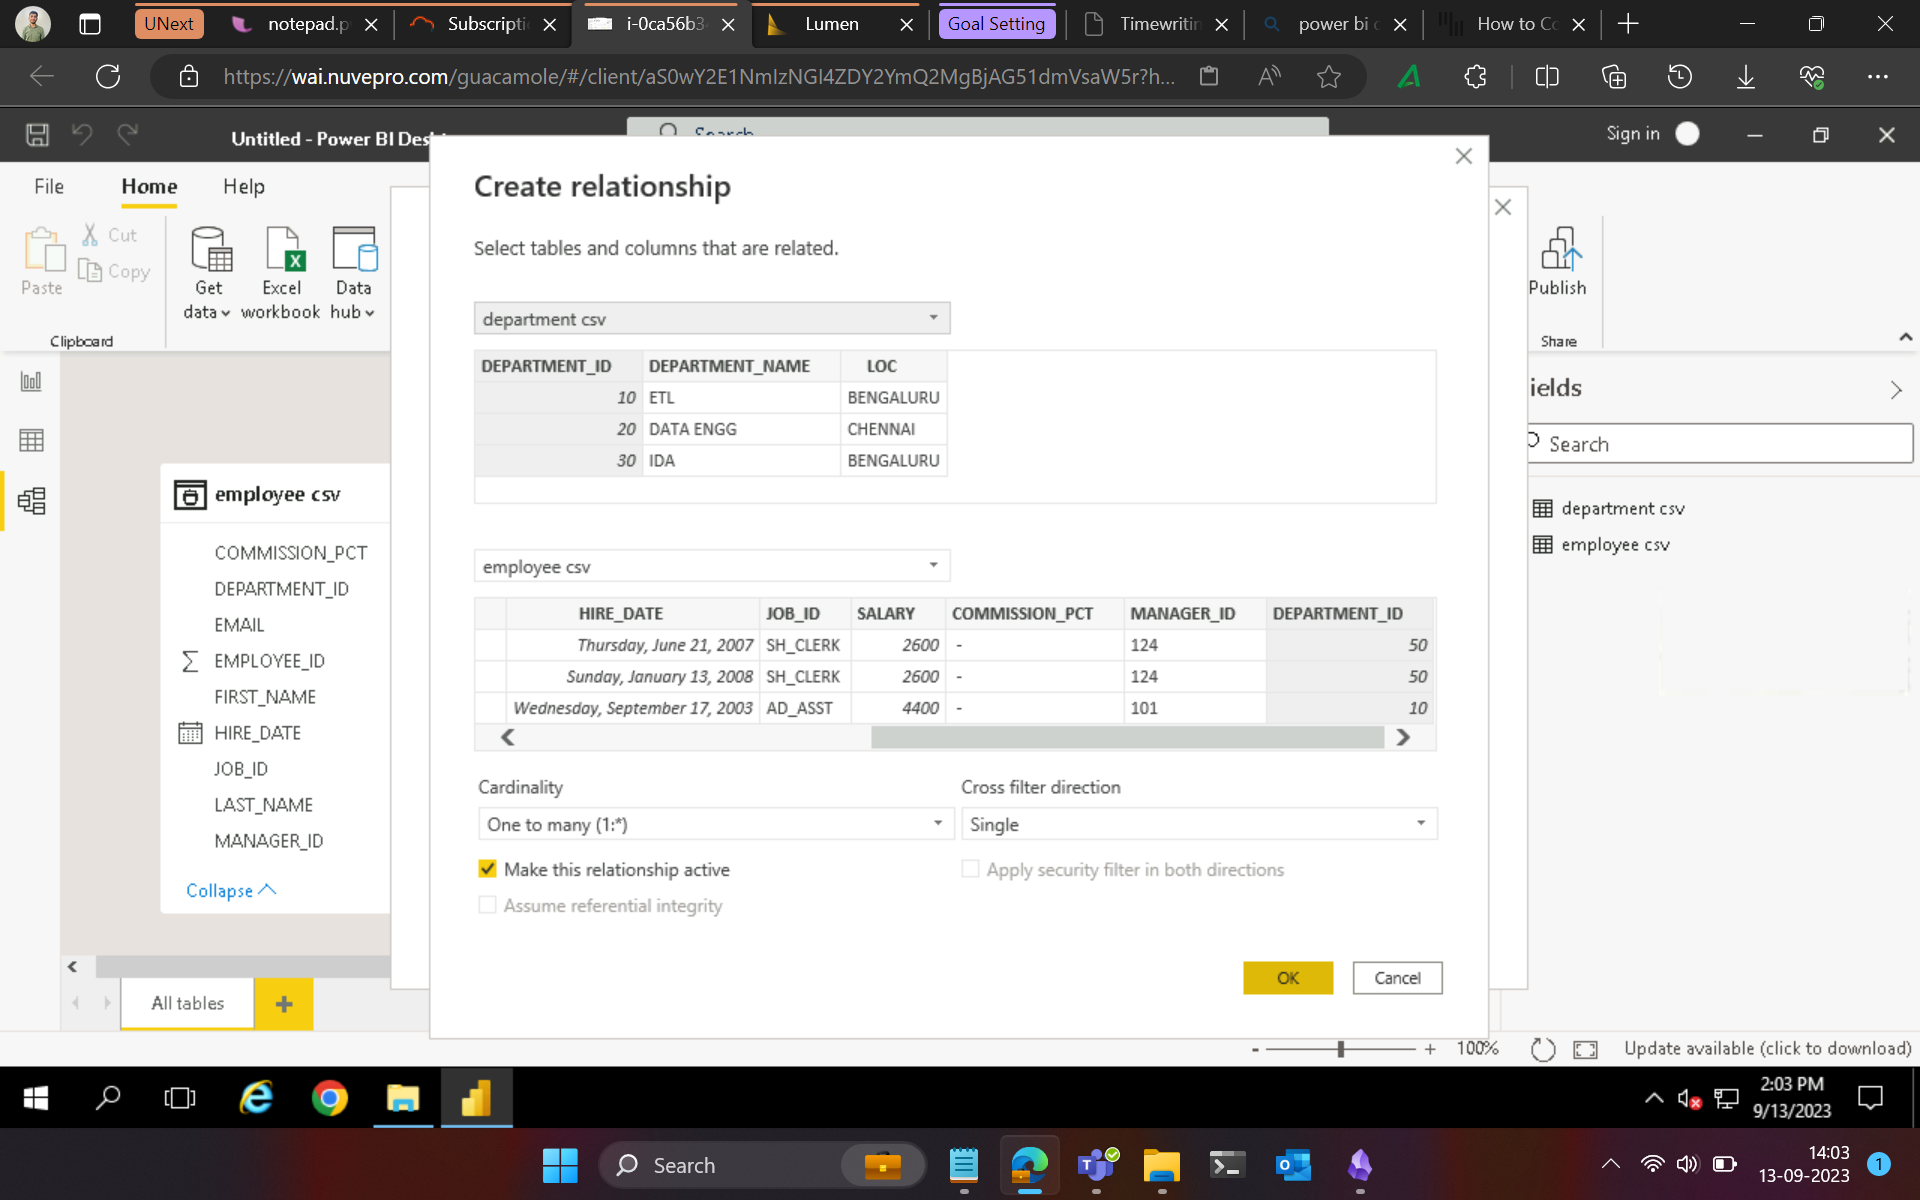 UNext
notepad.p
Subscripti
i-0ca56b3
Lumen
Goal Setting
Timewritin
power bi c
How to Co
https://wai.nuvepro.com/guacamole/#/client/aS0wY2E1NmIzNGI4ZDY2YmQ2MgBjAG51dmVsaW5r?h...
Untitled - Power BI Des
Search
Sign in
File
Home
Help
Paste
Cut
Copy
Clipboard
Get data
Excel workbook
Data hub
Publish
Share
Create relationship
Select tables and columns that are related.
department csv
DEPARTMENT_ID DEPARTMENT_NAME LOC
10 ETL BENGALURU
20 DATA ENGG CHENNAI
30 IDA BENGALURU
employee csv
HIRE_DATE JOB_ID SALARY COMMISSION_PCT MANAGER_ID DEPARTMENT_ID
Thursday, June 21, 2007 SH_CLERK 2600 - 124 50
Sunday, January 13, 2008 SH_CLERK 2600 - 124 50
Wednesday, September 17, 2003 AD_ASST 4400 - 101 10
Cardinality
Cross filter direction
One to many (1:*)
Single
Make this relationship active
Apply security filter in both directions
Assume referential integrity
OK
Cancel
employee csv
COMMISSION_PCT
DEPARTMENT_ID
EMAIL
EMPLOYEE_ID
FIRST_NAME
HIRE_DATE
JOB_ID
LAST_NAME
MANAGER_ID
Collapse
All tables
ields
Search
department csv
employee csv
- + 100%
Update available (click to download)
2:03 PM
9/13/2023
Search
14:03
13-09-2023
1